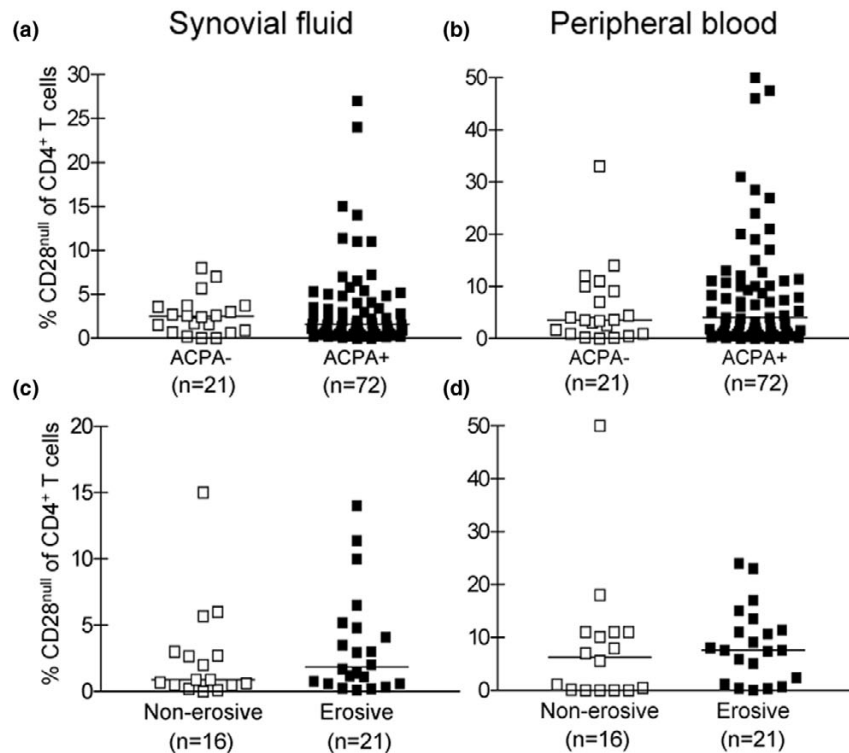 Synovial fluid
Peripheral blood
(a)
(b)
% CD28null of CD4+ T cells
30
25
20
15
10
5
0
50
40
30
20
10
0
ACPA-
ACPA+
(n=21)
(n=72)
ACPA-
ACPA+
(n=21)
(n=72)
(c)
(d)
% CD28null of CD4+ T cells
20
15
10
5
0
50
40
30
20
10
0
Non-erosive
Erosive
(n=16)
(n=21)
Non-erosive
Erosive
(n=16)
(n=21)